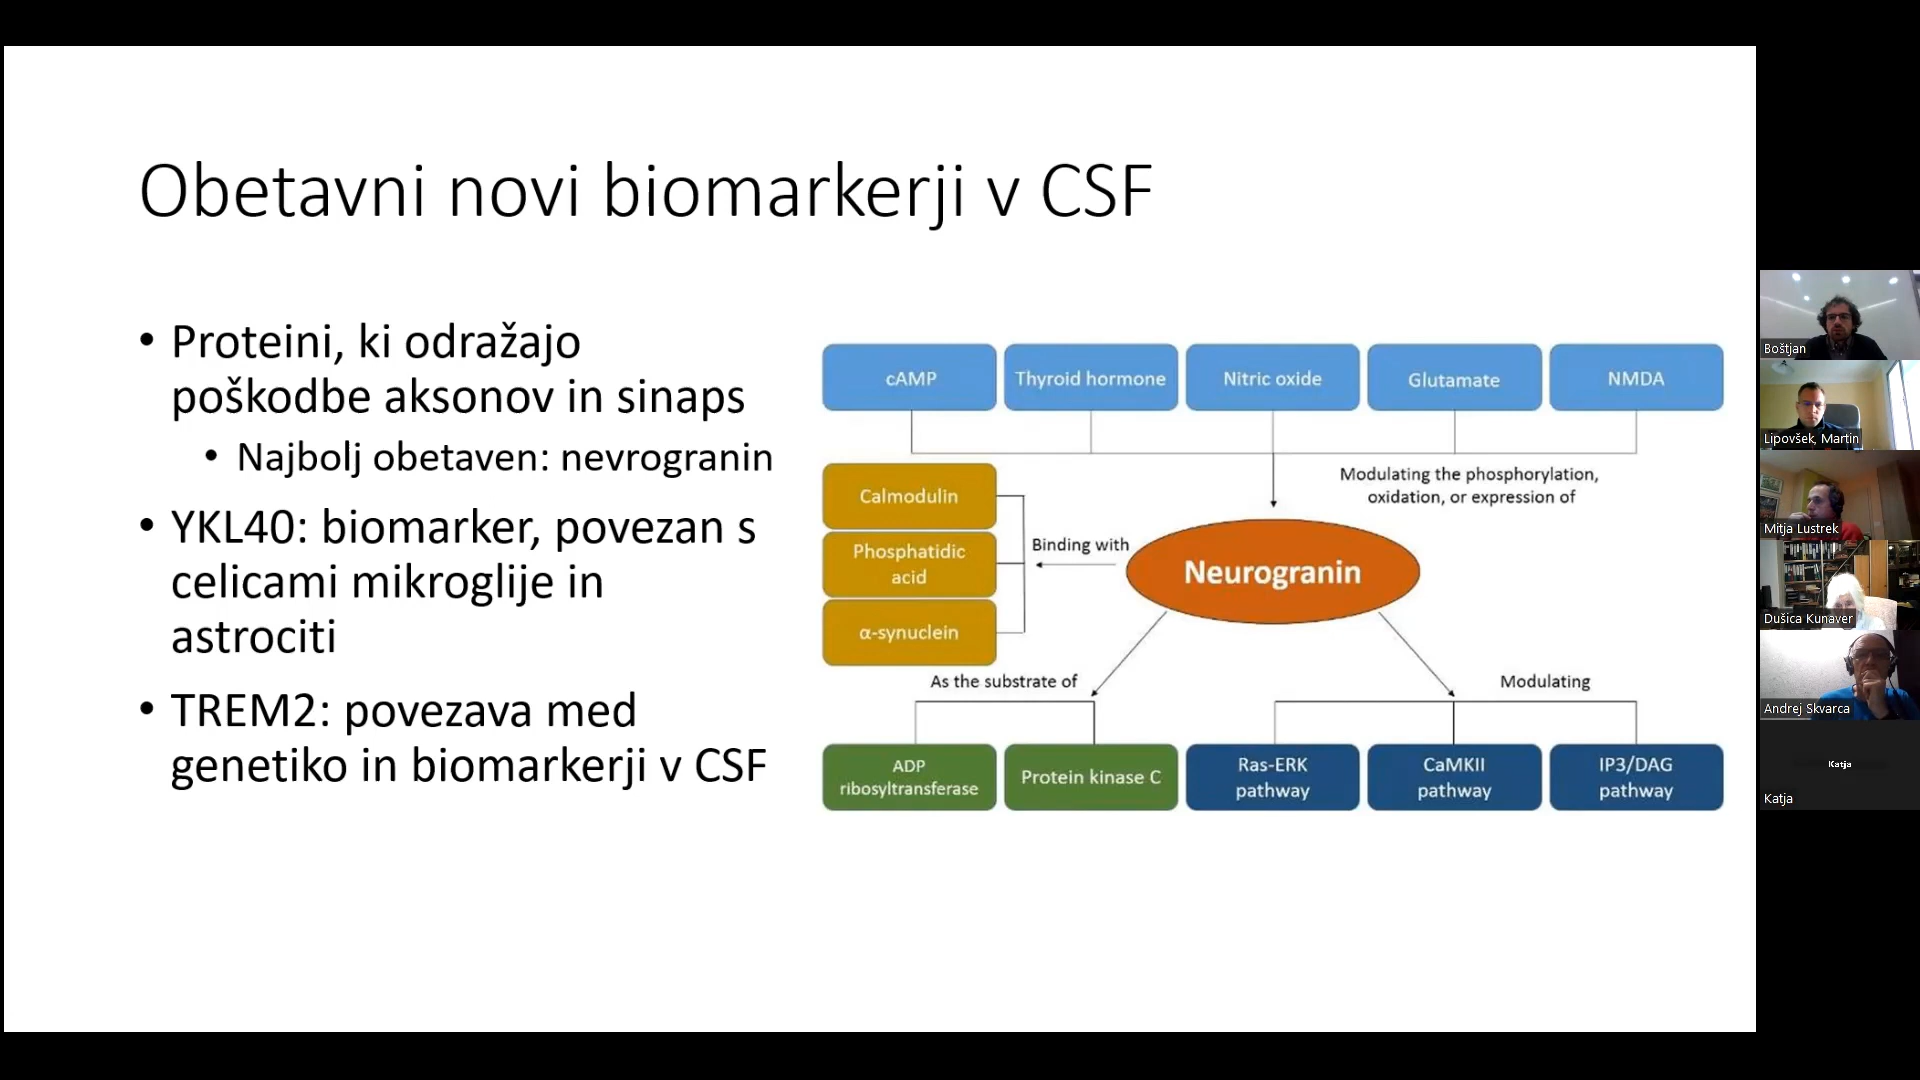 Obetavni novi biomarkerji v CSF
• Proteini, ki odražajo
poškodbe aksonov in sinaps
• Najbolj obetaven: nevrogranin
• YKL40: biomarker, povezan s
celicami mikroglije in
astrociti
• TREM2: povezava med
genetiko in biomarkerji v CSF
cAMP
Thyroid hormone
Nitric oxide
Glutamate
NMDA
Modulating the phosphorylation,
oxidation, or expression of
Calmodulin
Phosphatidic
acid
α-synuclein
Binding with
Neurogranin
As the substrate of
Modulating
ADP
ribosyltransferase
Protein kinase C
Ras-ERK
pathway
CaMKII
pathway
IP3/DAG
pathway
Boštjan
Lipovšek, Martin
Mitja Lustrek
Dušica Kunaver
Andrej Skvarca
Katja
Katja